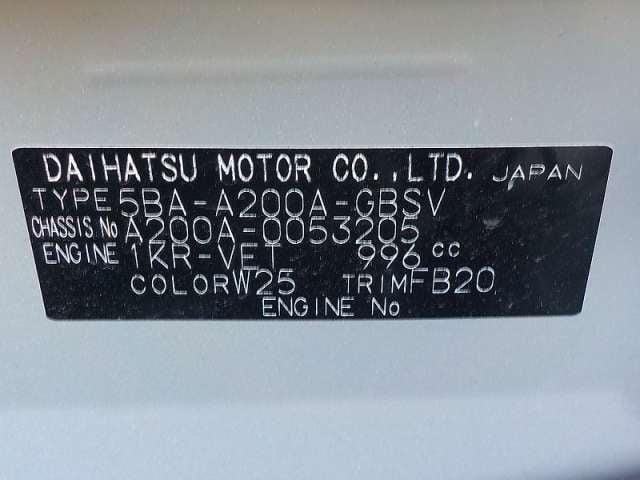 DAIHATSU MOTOR CO.,LTD. JAPAN
TYPE 5BA-A200A-GBSV
CHASSIS No A200A-0053205
ENGINE 1KR-VET 996 cc
COLOR W25 TRIM FB20
ENGINE No